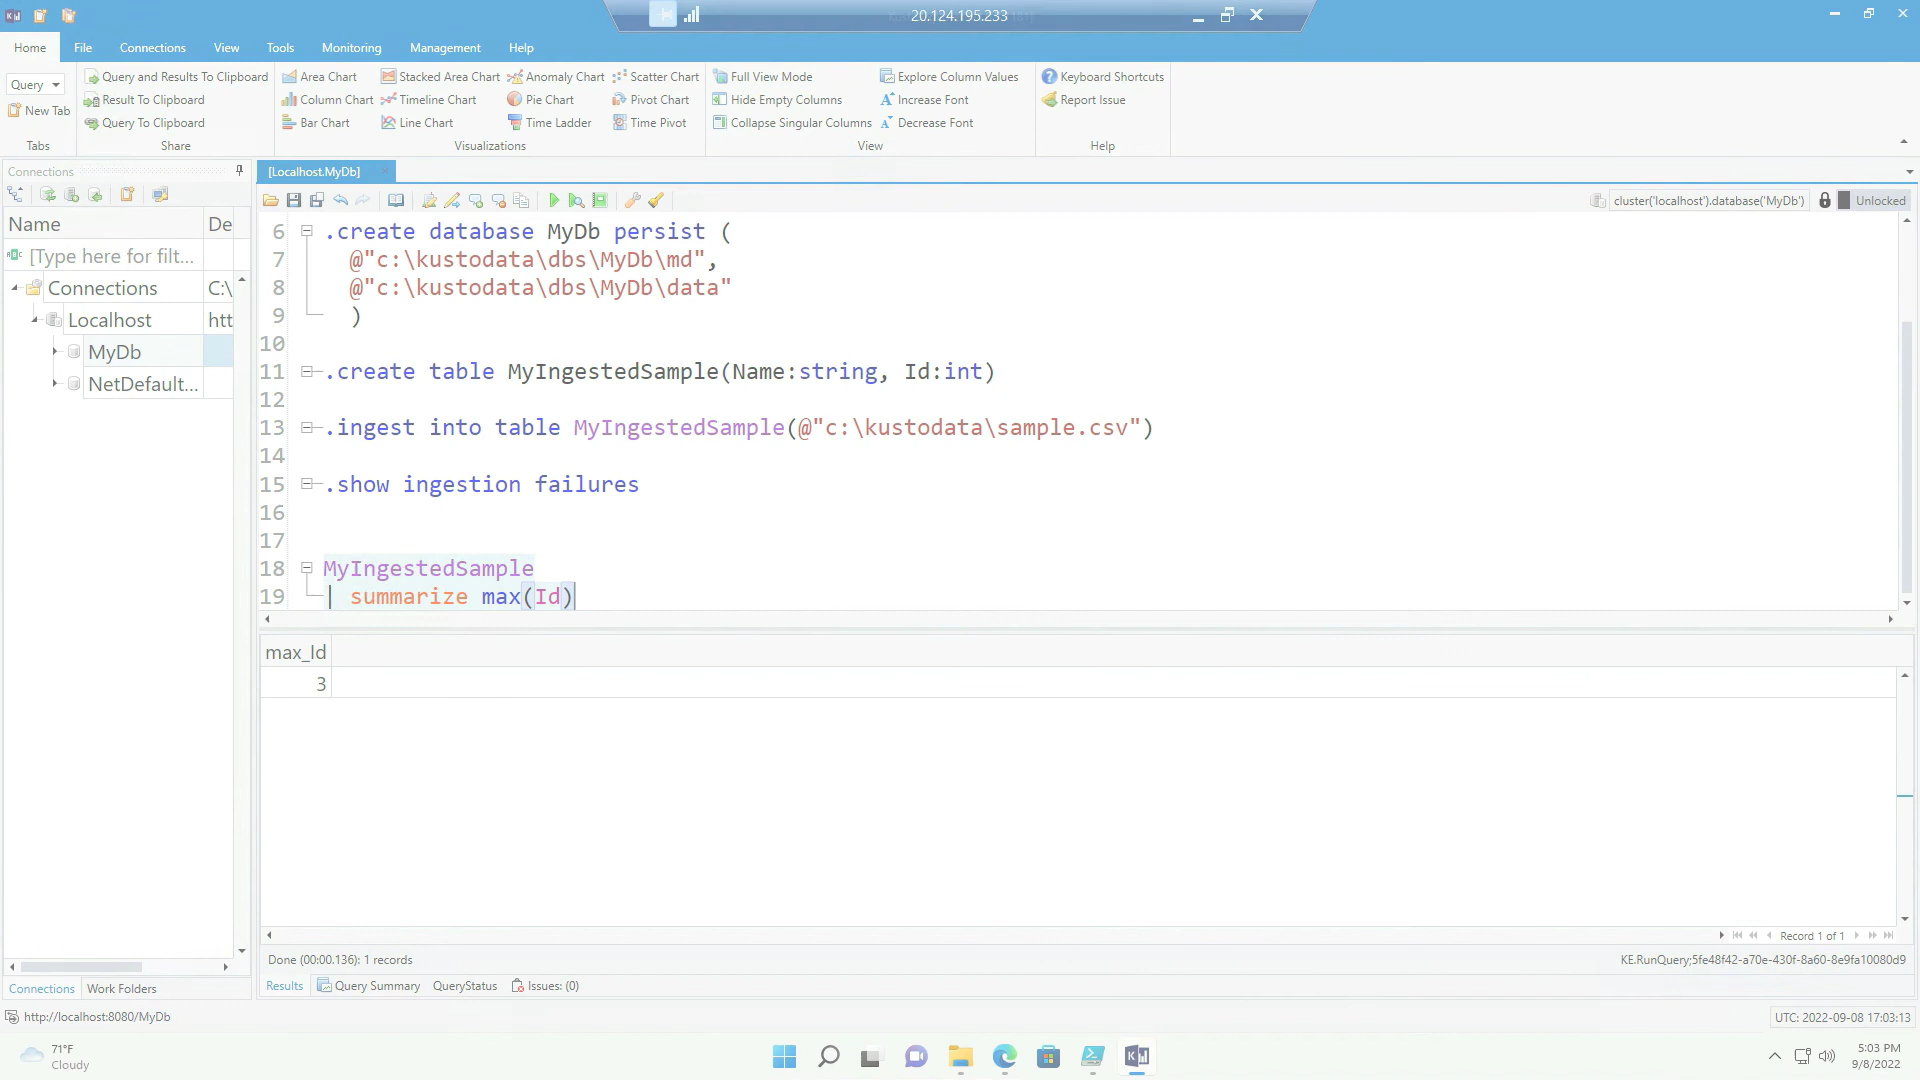 20.124.195.233
Home File Connections View Tools Monitoring Management Help
Query
New Tab
Tabs
Query and Results To Clipboard
Result To Clipboard
Query To Clipboard
Share
Area Chart Stacked Area Chart Anomaly Chart Scatter Chart
Column Chart Timeline Chart Pie Chart Pivot Chart
Bar Chart Line Chart Time Ladder Time Pivot
Visualizations
Full View Mode Explore Column Values
Hide Empty Columns Increase Font
Collapse Singular Columns Decrease Font
View
Keyboard Shortcuts
Report Issue
Help
Connections
Name De
[Type here for filt...
Connections C:\
Localhost htt
MyDb
NetDefault...
[Localhost.MyDb]
cluster('localhost').database('MyDb') Unlocked
6 .create database MyDb persist (
7 @"c:\kustodata\dbs\MyDb\md",
8 @"c:\kustodata\dbs\MyDb\data"
9 )
10
11 .create table MyIngestedSample(Name:string, Id:int)
12
13 .ingest into table MyIngestedSample(@"c:\kustodata\sample.csv")
14
15 .show ingestion failures
16
17
18 MyIngestedSample
19 | summarize max(Id)
max_Id
3
Record 1 of 1
Done (00:00.136): 1 records
KE.RunQuery;5fe48f42-a70e-430f-8a60-8e9fa10080d9
Results Query Summary QueryStatus Issues: (0)
Connections Work Folders
http://localhost:8080/MyDb
UTC: 2022-09-08 17:03:13
71°F
Cloudy
5:03 PM
9/8/2022